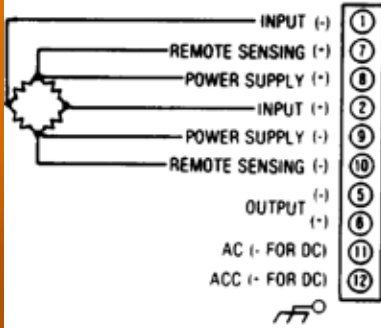 INPUT (-) 1
REMOTE SENSING (+) 7
POWER SUPPLY (+) 8
INPUT (+) 2
POWER SUPPLY (-) 9
REMOTE SENSING (-) 10
OUTPUT (-) 5
(+) 6
AC (- FOR DC) 11
ACC (+ FOR DC) 12